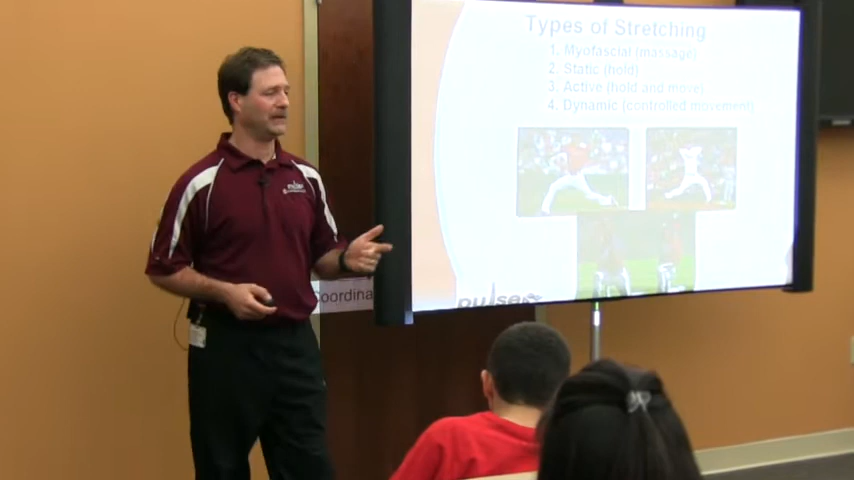 Types of Stretching
1. Myofascial (massage)
2. Static (hold)
3. Active (hold and move)
4. Dynamic (controlled movement)
pulse
Coordina